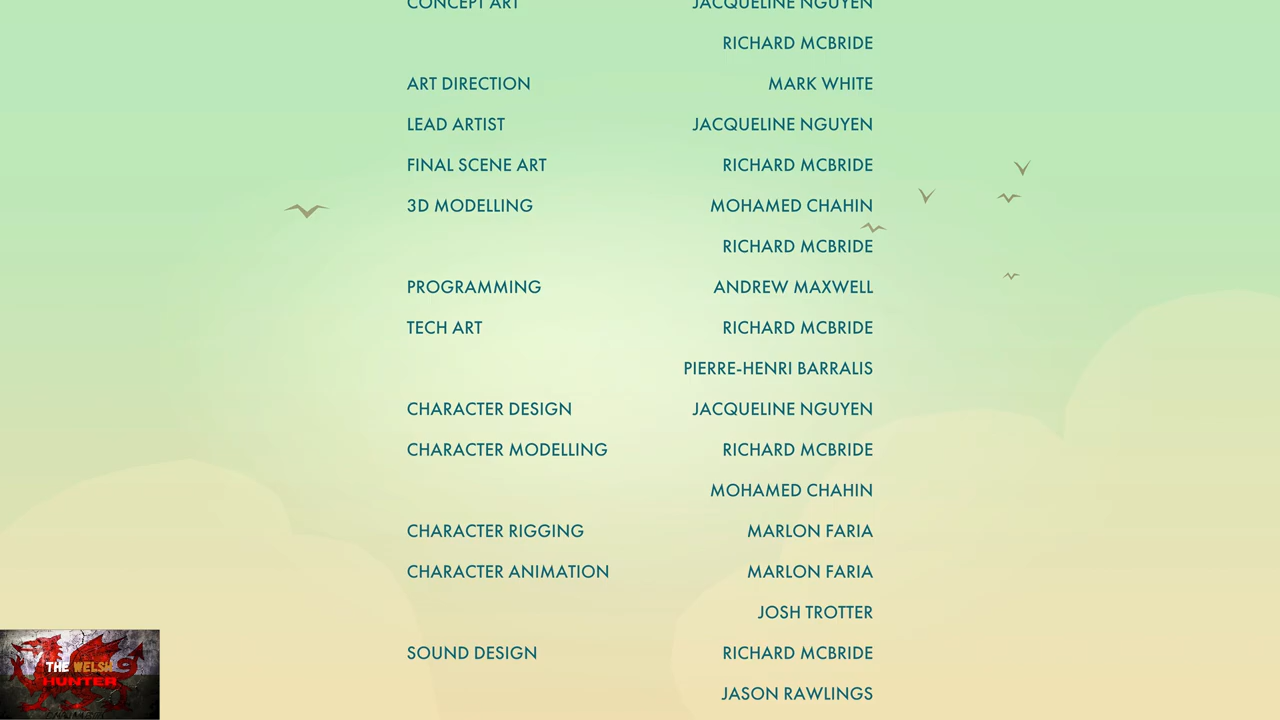 CONCEPT ART JACQUELINE NGUYEN
RICHARD MCBRIDE
ART DIRECTION MARK WHITE
LEAD ARTIST JACQUELINE NGUYEN
FINAL SCENE ART RICHARD MCBRIDE
3D MODELLING MOHAMED CHAHIN
RICHARD MCBRIDE
PROGRAMMING ANDREW MAXWELL
TECH ART RICHARD MCBRIDE
PIERRE-HENRI BARRALIS
CHARACTER DESIGN JACQUELINE NGUYEN
CHARACTER MODELLING RICHARD MCBRIDE
MOHAMED CHAHIN
CHARACTER RIGGING MARLON FARIA
CHARACTER ANIMATION MARLON FARIA
JOSH TROTTER
SOUND DESIGN RICHARD MCBRIDE
JASON RAWLINGS
THE WELSH
HUNTER